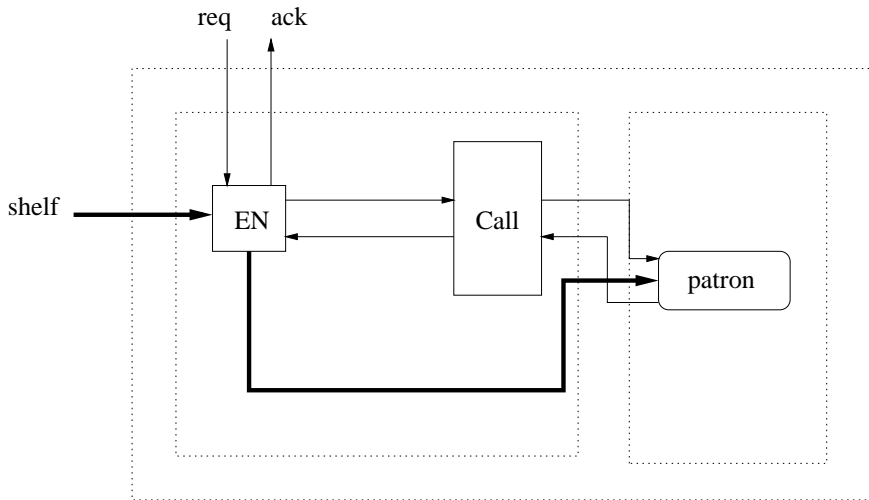 req ack
shelf
EN
Call
patron